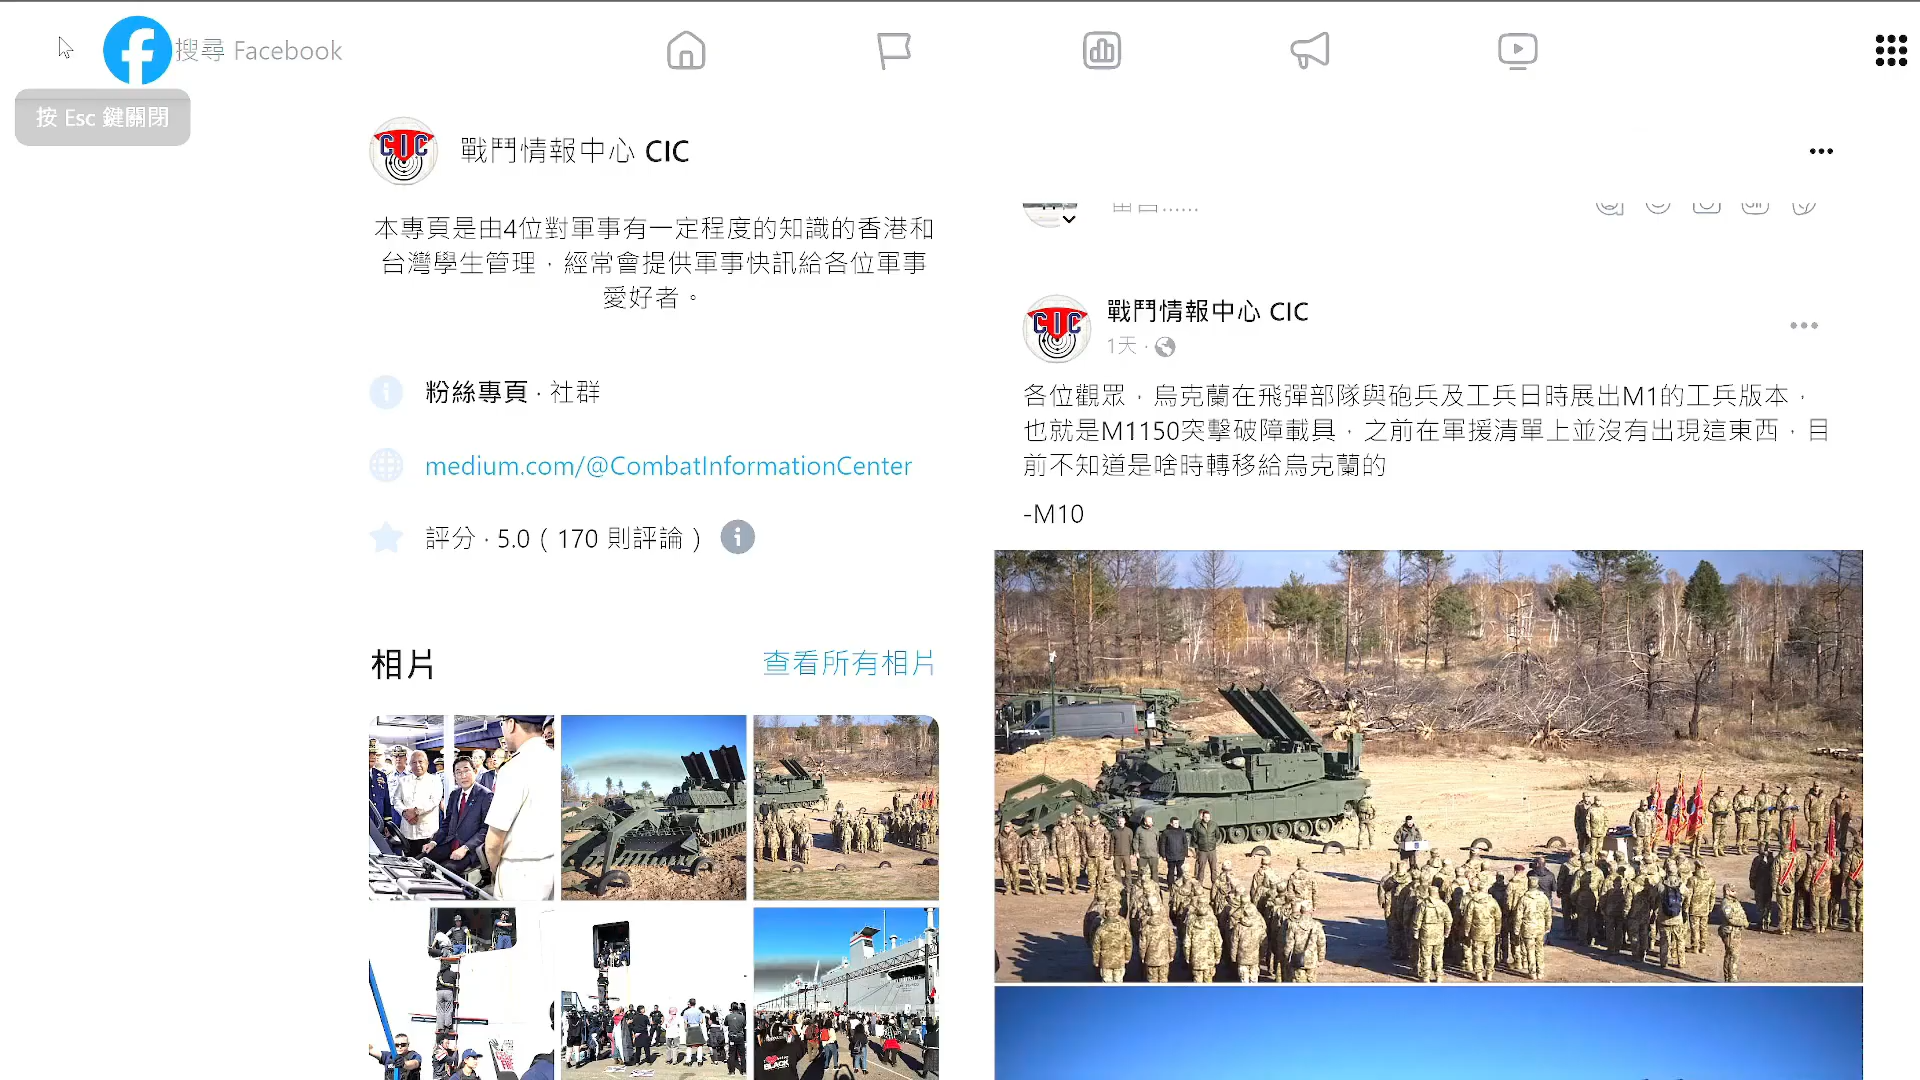 搜尋 Facebook
按 Esc 鍵關閉
戰鬥情報中心 CIC
本專頁是由4位對軍事有一定程度的知識的香港和
台灣學生管理，經常會提供軍事快訊給各位軍事
愛好者。
粉絲專頁 · 社群
medium.com/@CombatInformationCenter
評分 · 5.0（170 則評論）
相片
查看所有相片
戰鬥情報中心 CIC
1天 ·
各位觀眾，烏克蘭在飛彈部隊與砲兵及工兵日時展出M1的工兵版本，
也就是M1150突擊破障載具，之前在軍援清單上並沒有出現這東西，目
前不知道是啥時轉移給烏克蘭的
-M10
CIC
CIC
BLACK